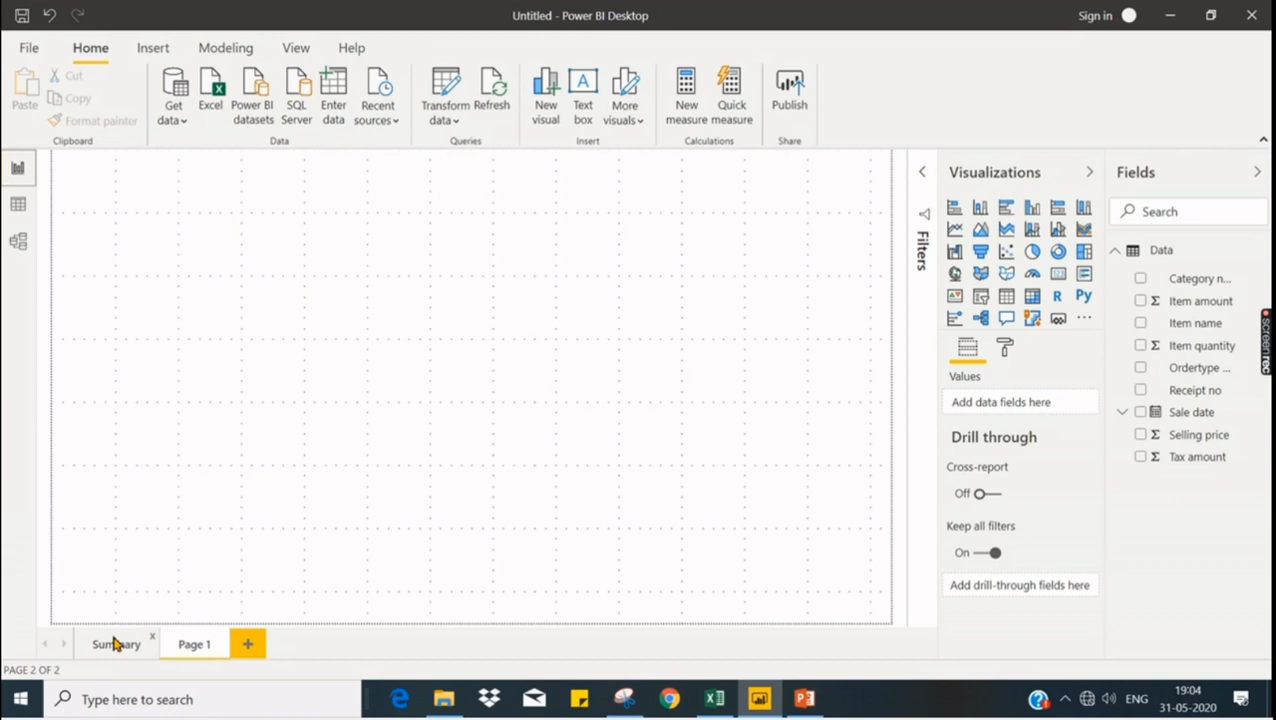 Untitled - Power BI Desktop
Sign in
File Home Insert Modeling View Help
Paste
Cut
Copy
Format painter
Clipboard
Get data
Excel
Power BI datasets
SQL Server
Enter data
Recent sources
Data
Transform data
Refresh
Queries
New visual
A
Text box
More visuals
Insert
New measure
Quick measure
Calculations
Publish
Share
Filters
Visualizations
R
Py
Values
Add data fields here
Drill through
Cross-report
Off
Keep all filters
On
Add drill-through fields here
Fields
Search
Data
Category n...
Σ Item amount
Item name
Σ Item quantity
Ordertype ...
Receipt no
Sale date
Σ Selling price
Σ Tax amount
screenrec
Summary
Page 1
PAGE 2 OF 2
Type here to search
ENG
19:04
31-05-2020